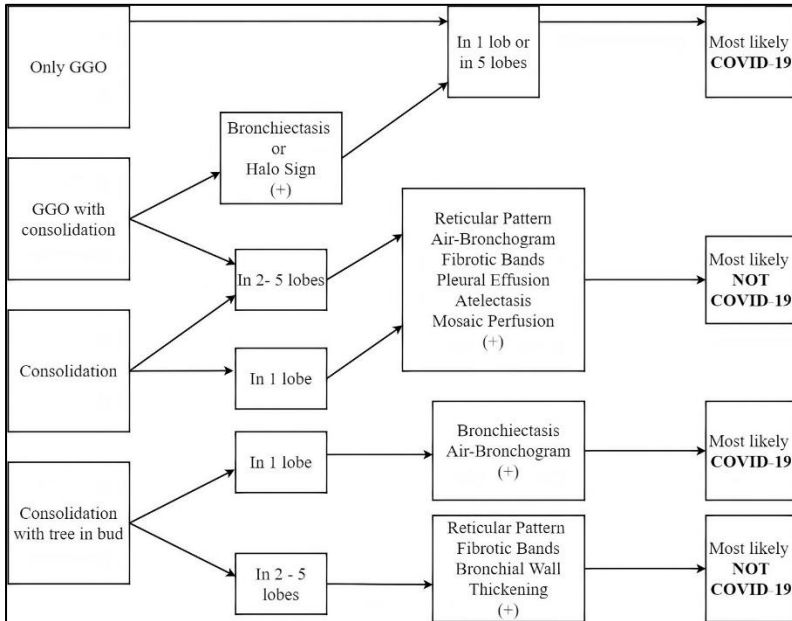 Only GGO
In 1 lob or
in 5 lobes
Most likely
COVID-19
Bronchiectasis
or
Halo Sign
(+)
GGO with
consolidation
In 2- 5 lobes
Reticular Pattern
Air-Bronchogram
Fibrotic Bands
Pleural Effusion
Atelectasis
Mosaic Perfusion
(+)
Most likely
NOT
COVID-19
Consolidation
In 1 lobe
In 1 lobe
Bronchiectasis
Air-Bronchogram
(+)
Most likely
COVID-19
Consolidation
with tree in bud
In 2 - 5
lobes
Reticular Pattern
Fibrotic Bands
Bronchial Wall
Thickening
(+)
Most likely
NOT
COVID-19